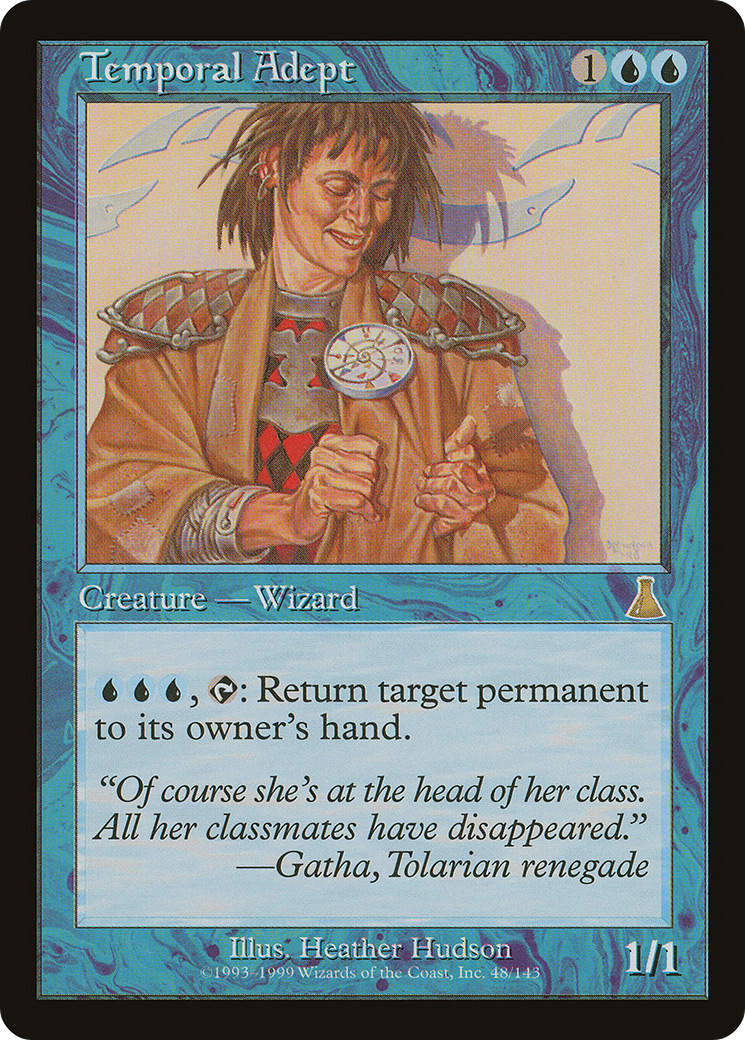 Temporal Adept
1
Creature — Wizard
, : Return target permanent
to its owner's hand.
“Of course she's at the head of her class.
All her classmates have disappeared.”
—Gatha, Tolarian renegade
Illus. Heather Hudson
©1993–1999 Wizards of the Coast, Inc. 48/143
1/1